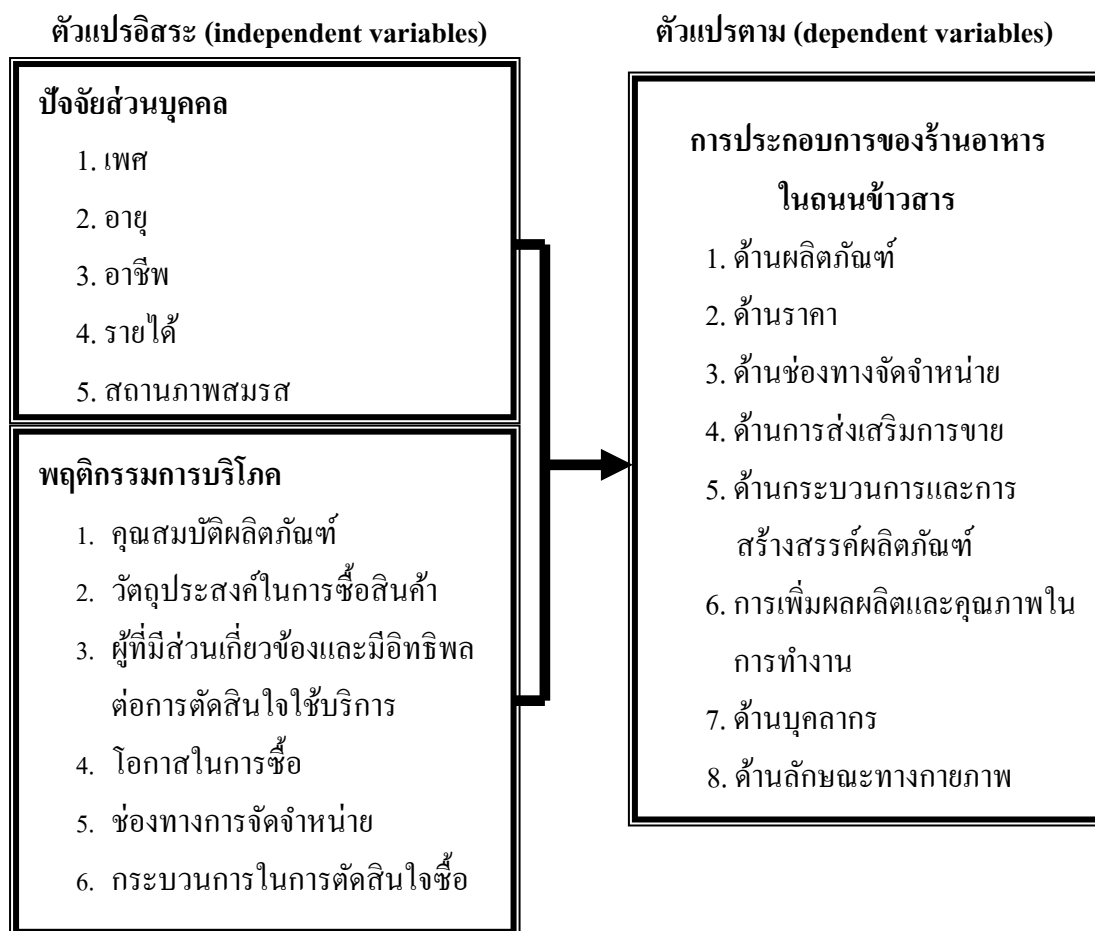 ตัวแปรอิสระ (independent variables)
ปัจจัยส่วนบุคคล
1. เพศ
2. อายุ
3. อาชีพ
4. รายได้
5. สถานภาพสมรส
พฤติกรรมการบริโภค
1. คุณสมบัติผลิตภัณฑ์
2. วัตถุประสงค์ในการซื้อสินค้า
3. ผู้ที่มีส่วนเกี่ยวข้องและมีอิทธิพล
ต่อการตัดสินใจใช้บริการ
4. โอกาสในการซื้อ
5. ช่องทางการจัดจำหน่าย
6. กระบวนการในการตัดสินใจซื้อ
ตัวแปรตาม (dependent variables)
การประกอบการของร้านอาหาร
ในถนนข้าวสาร
1. ด้านผลิตภัณฑ์
2. ด้านราคา
3. ด้านช่องทางจัดจำหน่าย
4. ด้านการส่งเสริมการขาย
5. ด้านกระบวนการและการ
สร้างสรรค์ผลิตภัณฑ์
6. การเพิ่มผลผลิตและคุณภาพใน
การทำงาน
7. ด้านบุคลากร
8. ด้านลักษณะทางกายภาพ